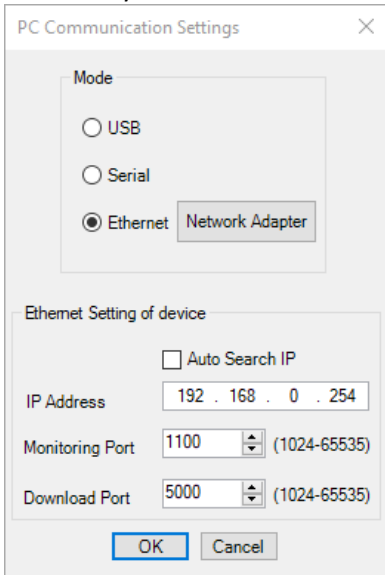 PC Communication Settings
Mode
USB
Serial
Ethernet Network Adapter
Ethernet Setting of device
Auto Search IP
IP Address 192 . 168 . 0 . 254
Monitoring Port 1100 (1024-65535)
Download Port 5000 (1024-65535)
OK Cancel